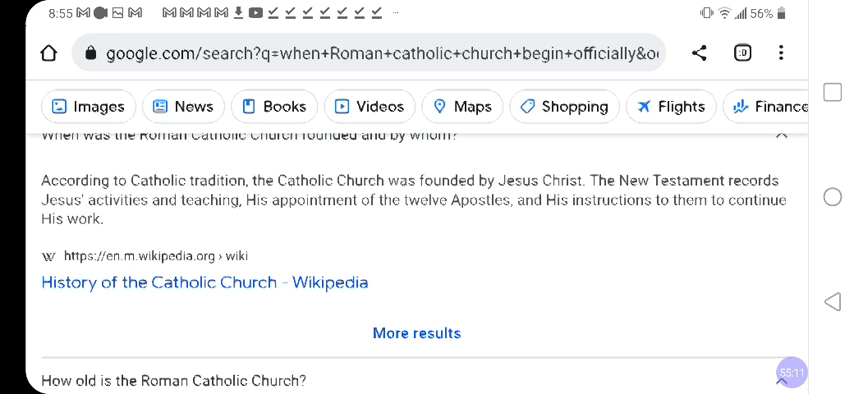 8:55
56%
google.com/search?q=when+Roman+catholic+church+begin+officially&o
:D
Images
News
Books
Videos
Maps
Shopping
Flights
Finance
When was the Roman Catholic Church founded and by whom?
According to Catholic tradition, the Catholic Church was founded by Jesus Christ. The New Testament records
Jesus' activities and teaching, His appointment of the twelve Apostles, and His instructions to them to continue
His work.
W https://en.m.wikipedia.org › wiki
History of the Catholic Church - Wikipedia
More results
How old is the Roman Catholic Church?
55:11